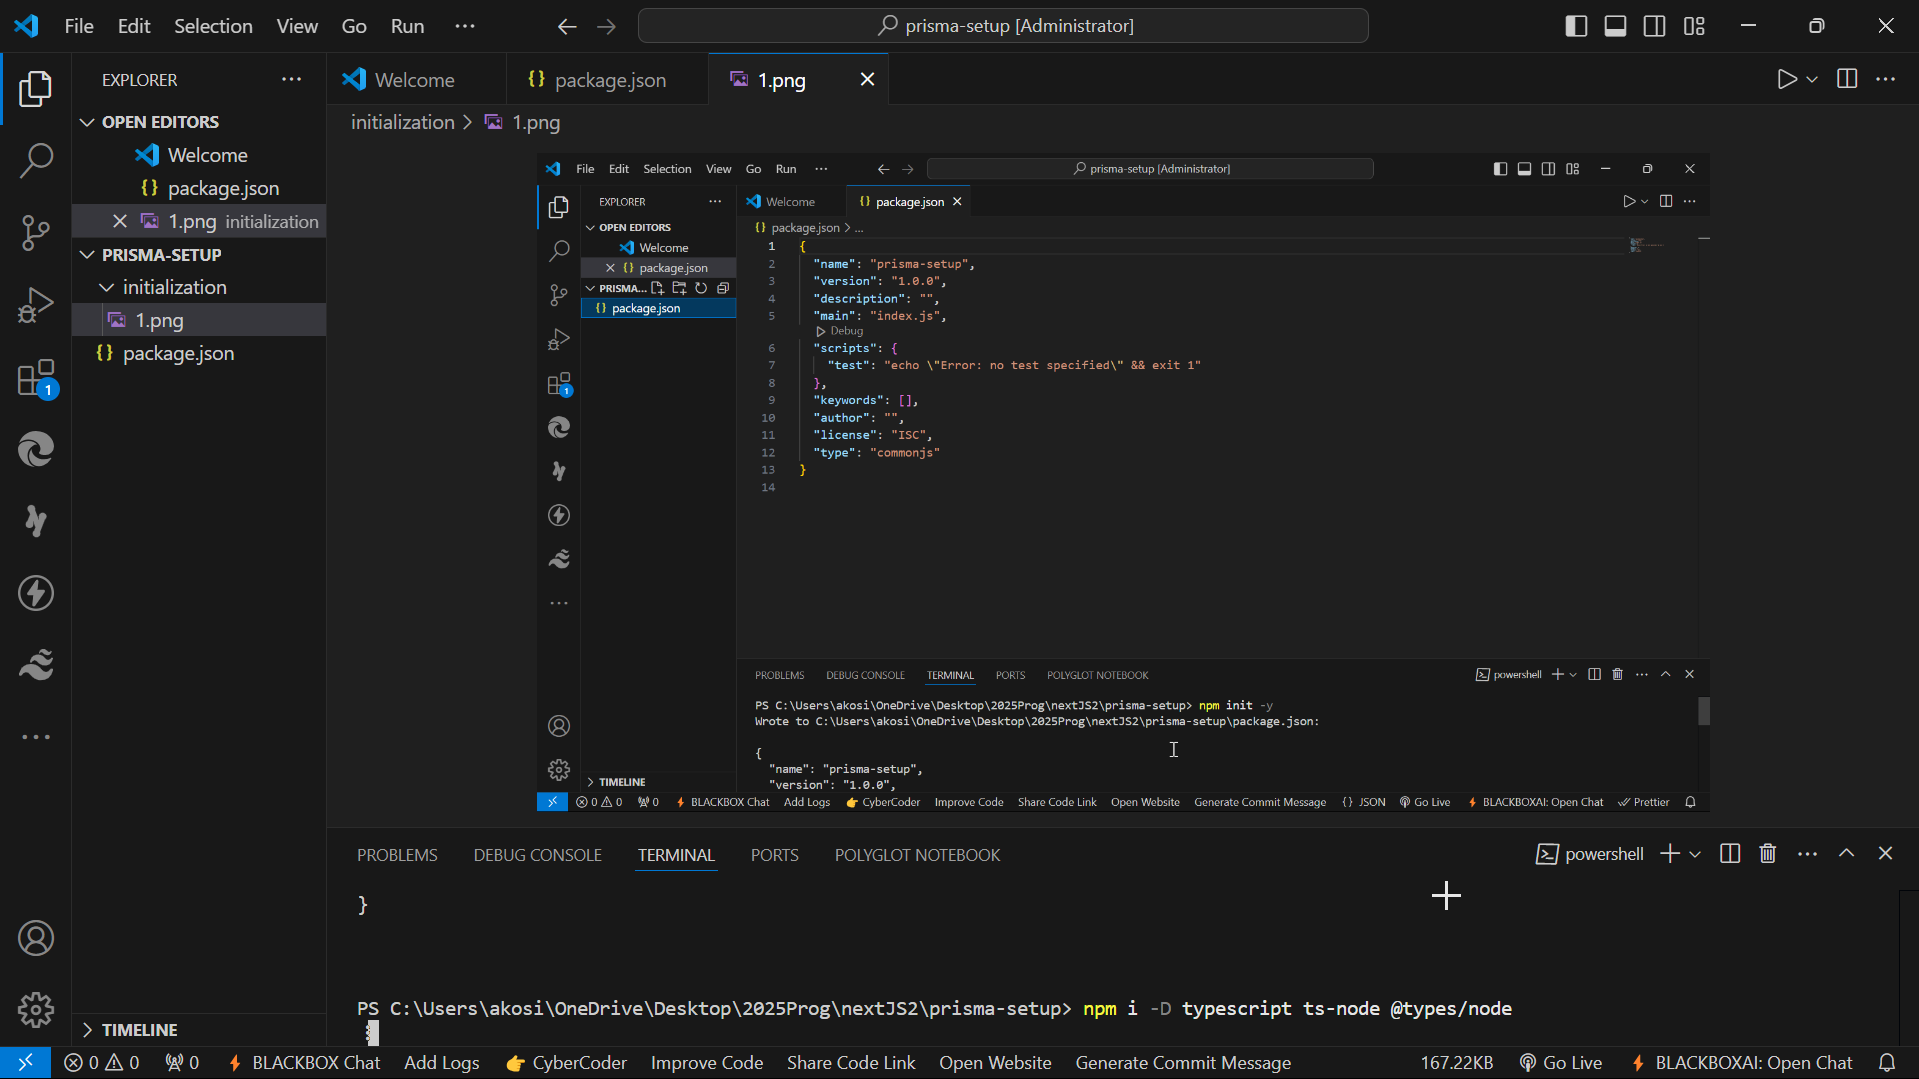 File Edit Selection View Go Run ···
prisma-setup [Administrator]
EXPLORER ···
OPEN EDITORS
Welcome
{} package.json
1.png initialization
PRISMA-SETUP
initialization
1.png
{} package.json
TIMELINE
1
Welcome
{} package.json
1.png
initialization > 1.png
File Edit Selection View Go Run ···
prisma-setup [Administrator]
EXPLORER ···
OPEN EDITORS
Welcome
{} package.json
PRISMA...
{} package.json
TIMELINE
1
Welcome
{} package.json
{} package.json > ...
1 {
2 "name": "prisma-setup",
3 "version": "1.0.0",
4 "description": "",
5 "main": "index.js",
Debug
6 "scripts": {
7 "test": "echo \"Error: no test specified\" && exit 1"
8 },
9 "keywords": [],
10 "author": "",
11 "license": "ISC",
12 "type": "commonjs"
13 }
14
PROBLEMS DEBUG CONSOLE TERMINAL PORTS POLYGLOT NOTEBOOK powershell
PS C:\Users\akosi\OneDrive\Desktop\2025Prog\nextJS2\prisma-setup> npm init -y
Wrote to C:\Users\akosi\OneDrive\Desktop\2025Prog\nextJS2\prisma-setup\package.json:
{
"name": "prisma-setup",
"version": "1.0.0",
0 0 0 BLACKBOX Chat Add Logs 👉 CyberCoder Improve Code Share Code Link Open Website Generate Commit Message {} JSON Go Live BLACKBOXAI: Open Chat Prettier
PROBLEMS DEBUG CONSOLE TERMINAL PORTS POLYGLOT NOTEBOOK powershell
}
PS C:\Users\akosi\OneDrive\Desktop\2025Prog\nextJS2\prisma-setup> npm i -D typescript ts-node @types/node
0 0 0 BLACKBOX Chat Add Logs 👉 CyberCoder Improve Code Share Code Link Open Website Generate Commit Message 167.22KB Go Live BLACKBOXAI: Open Chat